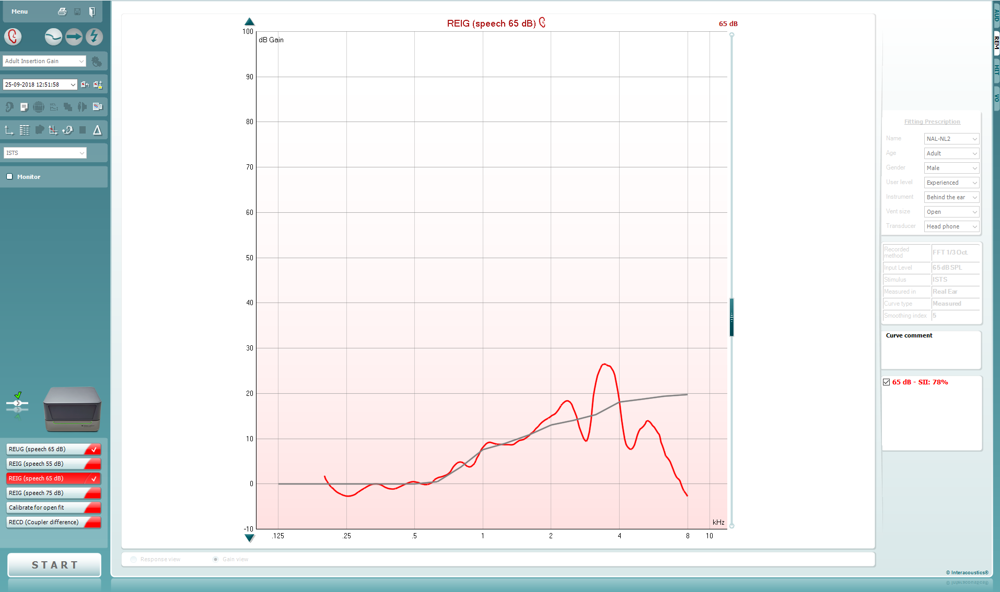 Menu
Adult Insertion Gain
25-09-2018 12:51:58
ISTS
Monitor
REUG (speech 65 dB)
REIG (speech 55 dB)
REIG (speech 65 dB)
REIG (speech 75 dB)
Calibrate for open fit
RECD (Coupler difference)
START
REIG (speech 65 dB)
65 dB
dB Gain
100
90
80
70
60
50
40
30
20
10
0
-10
kHz
.125
.25
.5
1
2
4
8
10
Response view
Gain view
AUD
REM
HIT
VO
Fitting Prescription
Name NAL-NL2
Age Adult
Gender Male
User level Experienced
Instrument Behind the ear
Vent size Open
Transducer Head phone
Recorded method FFT 1/3 Oct.
Input Level 65 dB SPL
Stimulus ISTS
Measured in Real Ear
Curve type Measured
Smoothing index 5
Curve comment
65 dB - SII: 78%
© Interacoustics®